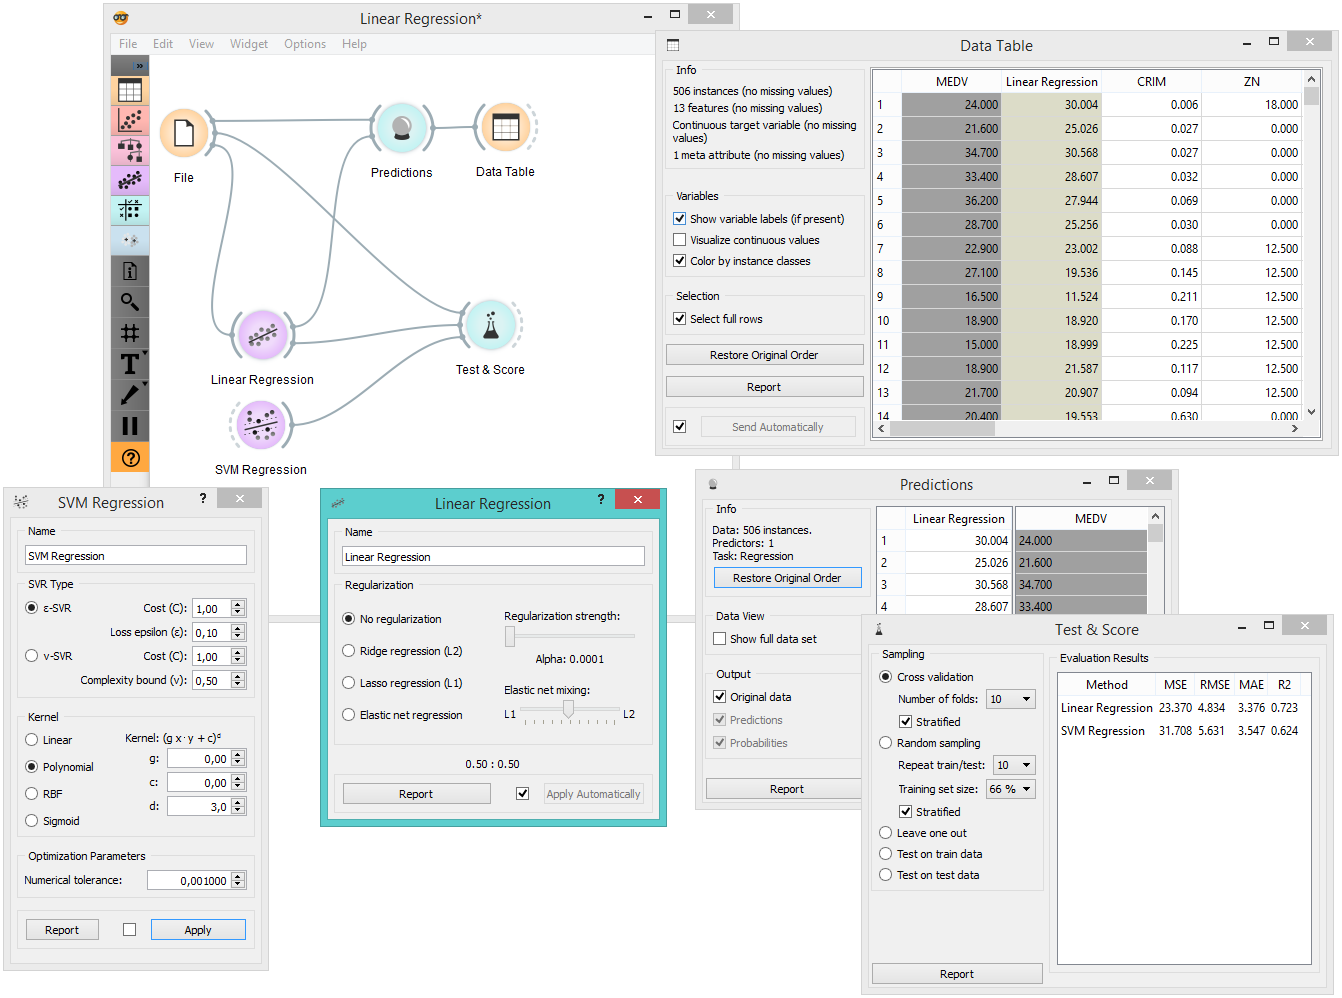 Linear Regression*
File Edit View Widget Options Help
»
File
Predictions
Data Table
Linear Regression
Test & Score
SVM Regression
Data Table
Info
506 instances (no missing values)
13 features (no missing values)
Continuous target variable (no missing
values)
1 meta attribute (no missing values)
Variables
Show variable labels (if present)
Visualize continuous values
Color by instance classes
Selection
Select full rows
Restore Original Order
Report
Send Automatically
MEDV Linear Regression CRIM ZN
1 24.000 30.004 0.006 18.000
2 21.600 25.026 0.027 0.000
3 34.700 30.568 0.027 0.000
4 33.400 28.607 0.032 0.000
5 36.200 27.944 0.069 0.000
6 28.700 25.256 0.030 0.000
7 22.900 23.002 0.088 12.500
8 27.100 19.536 0.145 12.500
9 16.500 11.524 0.211 12.500
10 18.900 18.920 0.170 12.500
11 15.000 18.999 0.225 12.500
12 18.900 21.587 0.117 12.500
13 21.700 20.907 0.094 12.500
14 20.400 19.553 0.630 0.000
SVM Regression ?
Name
SVM Regression
SVR Type
ε-SVR Cost (C): 1,00
Loss epsilon (ε): 0,10
ν-SVR Cost (C): 1,00
Complexity bound (ν): 0,50
Kernel
Linear Kernel: (g x·y + c)ᵈ
Polynomial g: 0,00
RBF c: 0,00
Sigmoid d: 3,0
Optimization Parameters
Numerical tolerance: 0,001000
Report Apply
Linear Regression ?
Name
Linear Regression
Regularization
No regularization
Ridge regression (L2)
Lasso regression (L1)
Elastic net regression
Regularization strength:
Alpha: 0.0001
Elastic net mixing:
L1 L2
0.50 : 0.50
Report Apply Automatically
Predictions
Info
Data: 506 instances.
Predictors: 1
Task: Regression
Restore Original Order
Data View
Show full data set
Output
Original data
Predictions
Probabilities
Report
Linear Regression MEDV
1 30.004 24.000
2 25.026 21.600
3 30.568 34.700
4 28.607 33.400
Test & Score
Sampling
Cross validation
Number of folds: 10
Stratified
Random sampling
Repeat train/test: 10
Training set size: 66 %
Stratified
Leave one out
Test on train data
Test on test data
Report
Evaluation Results
Method MSE RMSE MAE R2
Linear Regression 23.370 4.834 3.376 0.723
SVM Regression 31.708 5.631 3.547 0.624